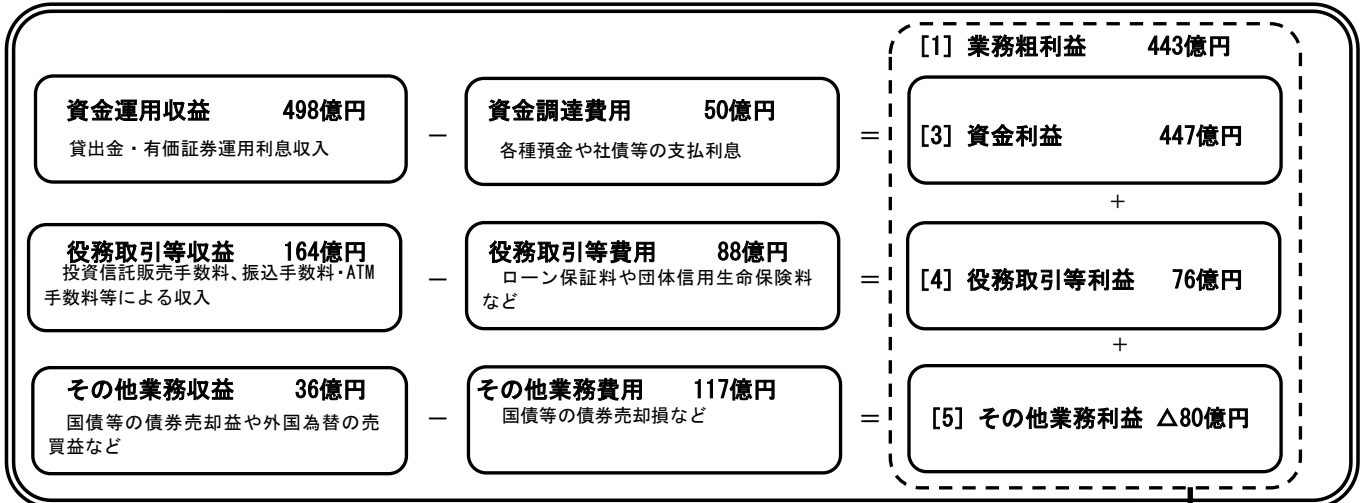 [1] 業務粗利益 443億円
資金運用収益 498億円
貸出金・有価証券運用利息収入
－
資金調達費用 50億円
各種預金や社債等の支払利息
＝
[3] 資金利益 447億円
＋
役務取引等収益 164億円
投資信託販売手数料、振込手数料・ATM
手数料等による収入
－
役務取引等費用 88億円
ローン保証料や団体信用生命保険料
など
＝
[4] 役務取引等利益 76億円
＋
その他業務収益 36億円
国債等の債券売却益や外国為替の売
買益など
－
その他業務費用 117億円
国債等の債券売却損など
＝
[5] その他業務利益 △80億円